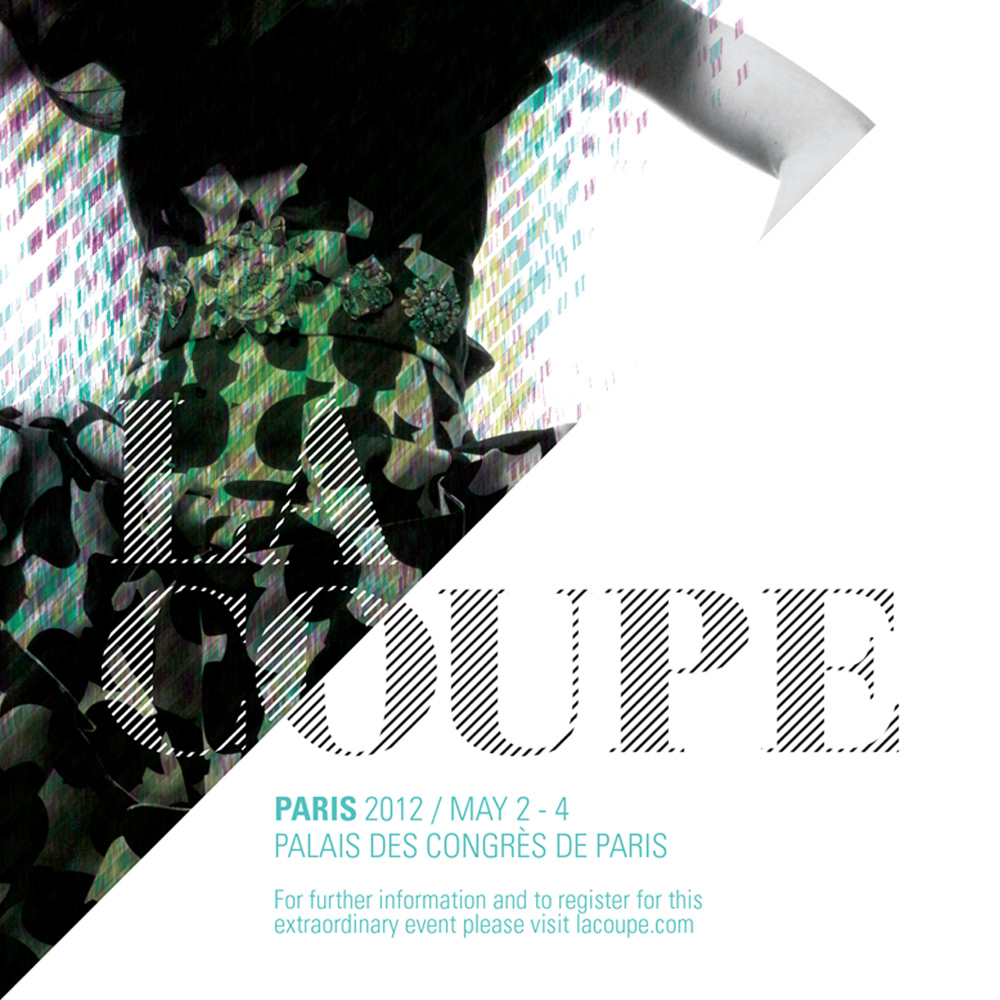 LA
COUPE
PARIS 2012 / MAY 2 - 4
PALAIS DES CONGRÈS DE PARIS
For further information and to register for this
extraordinary event please visit lacoupe.com